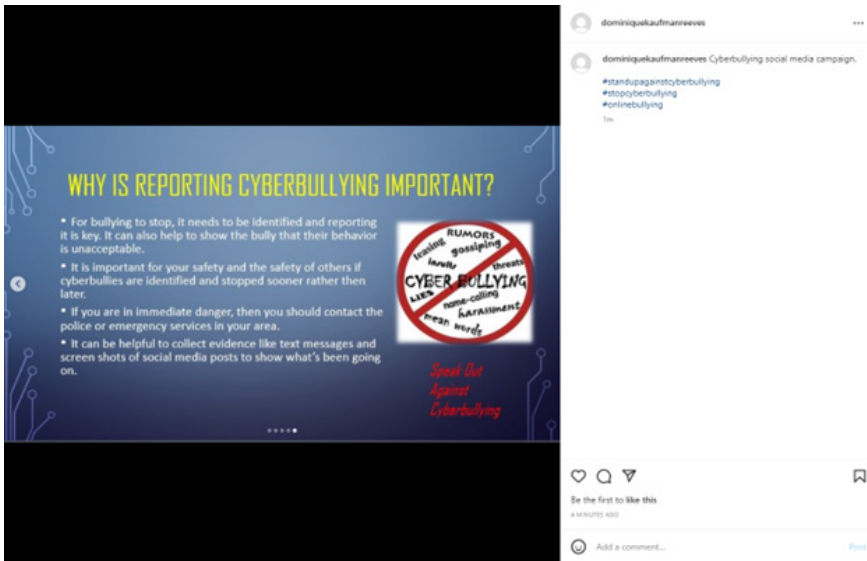 WHY IS REPORTING CYBERBULLYING IMPORTANT?
▪ For bullying to stop, it needs to be identified and reporting
it is key. It can also help to show the bully that their behavior
is unacceptable.
▪ It is important for your safety and the safety of others if
cyberbullies are identified and stopped sooner rather then
later.
▪ If you are in immediate danger, then you should contact the
police or emergency services in your area.
▪ It can be helpful to collect evidence like text messages and
screen shots of social media posts to show what's been going
on.
RUMORS
teasing
gossiping
insults
threats
CYBER BULLYING
LIES
name-calling
harassment
mean words
Speak Out
Against
Cyberbullying
dominiquekaufmanreeves
dominiquekaufmanreeves Cyberbullying social media campaign.
#standupagainstcyberbullying
#stopcyberbullying
#onlinebullying
1m
Be the first to like this
4 MINUTES AGO
Add a comment...
Post